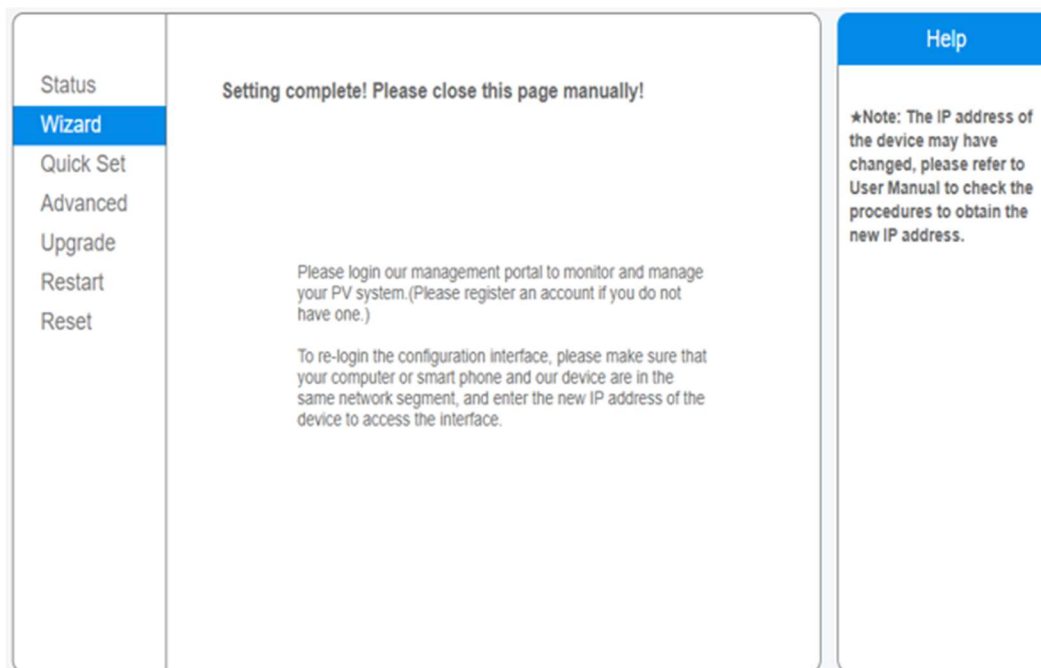 Status
Wizard
Quick Set
Advanced
Upgrade
Restart
Reset
Setting complete! Please close this page manually!
Please login our management portal to monitor and manage
your PV system.(Please register an account if you do not
have one.)
To re-login the configuration interface, please make sure that
your computer or smart phone and our device are in the
same network segment, and enter the new IP address of the
device to access the interface.
Help
★Note: The IP address of
the device may have
changed, please refer to
User Manual to check the
procedures to obtain the
new IP address.